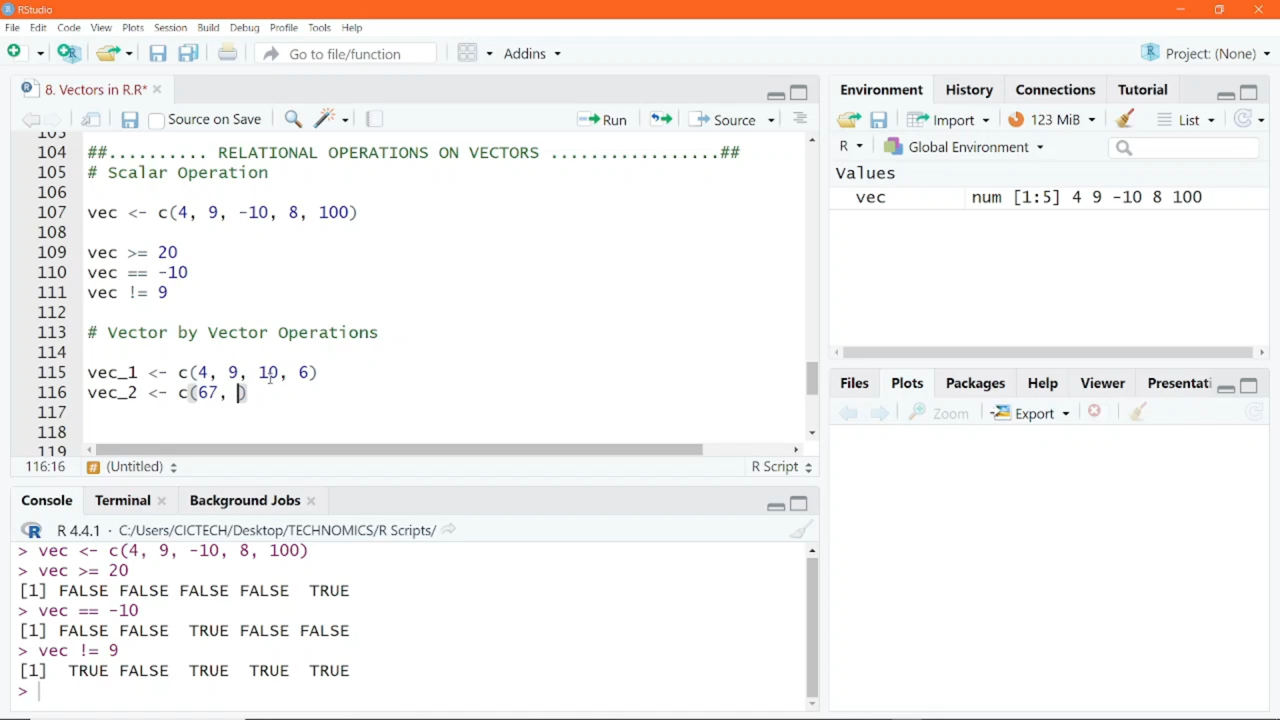 RStudio
File Edit Code View Plots Session Build Debug Profile Tools Help
Go to file/function Addins Project: (None)
8. Vectors in R.R*
Source on Save Run Source
104 ##.......... RELATIONAL OPERATIONS ON VECTORS .................##
105 # Scalar Operation
106
107 vec <- c(4, 9, -10, 8, 100)
108
109 vec >= 20
110 vec == -10
111 vec != 9
112
113 # Vector by Vector Operations
114
115 vec_1 <- c(4, 9, 10, 6)
116 vec_2 <- c(67, )
117
118
119
116:16 (Untitled) R Script
Console Terminal Background Jobs
R 4.4.1 · C:/Users/CICTECH/Desktop/TECHNOMICS/R Scripts/
> vec <- c(4, 9, -10, 8, 100)
> vec >= 20
[1] FALSE FALSE FALSE FALSE TRUE
> vec == -10
[1] FALSE FALSE TRUE FALSE FALSE
> vec != 9
[1] TRUE FALSE TRUE TRUE TRUE
>
Environment History Connections Tutorial
Import 123 MiB List
R Global Environment
Values
vec num [1:5] 4 9 -10 8 100
Files Plots Packages Help Viewer Presentati
Zoom Export